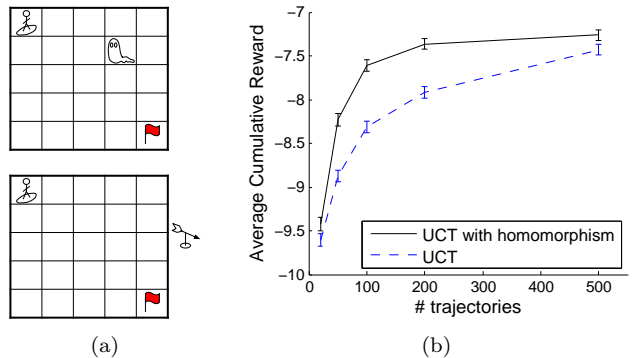 -7
-7.5
-8
-8.5
-9
-9.5
-10
Average Cumulative Reward
UCT with homomorphism
UCT
0 100 200 300 400 500
# trajectories
(a) (b)